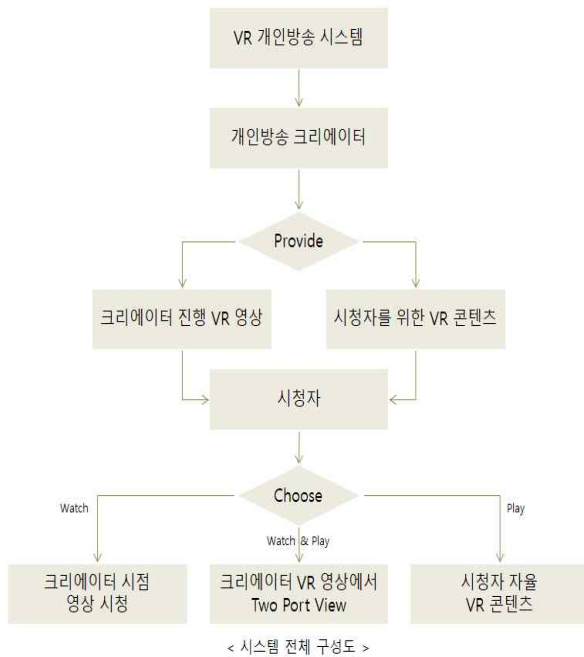 VR 개인방송 시스템
개인방송 크리에이터
Provide
크리에이터 진행 VR 영상
시청자를 위한 VR 콘텐츠
시청자
Choose
Watch
Play
Watch & Play
크리에이터 시점
영상 시청
크리에이터 VR 영상에서
Two Port View
시청자 자율
VR 콘텐츠
< 시스템 전체 구성도 >